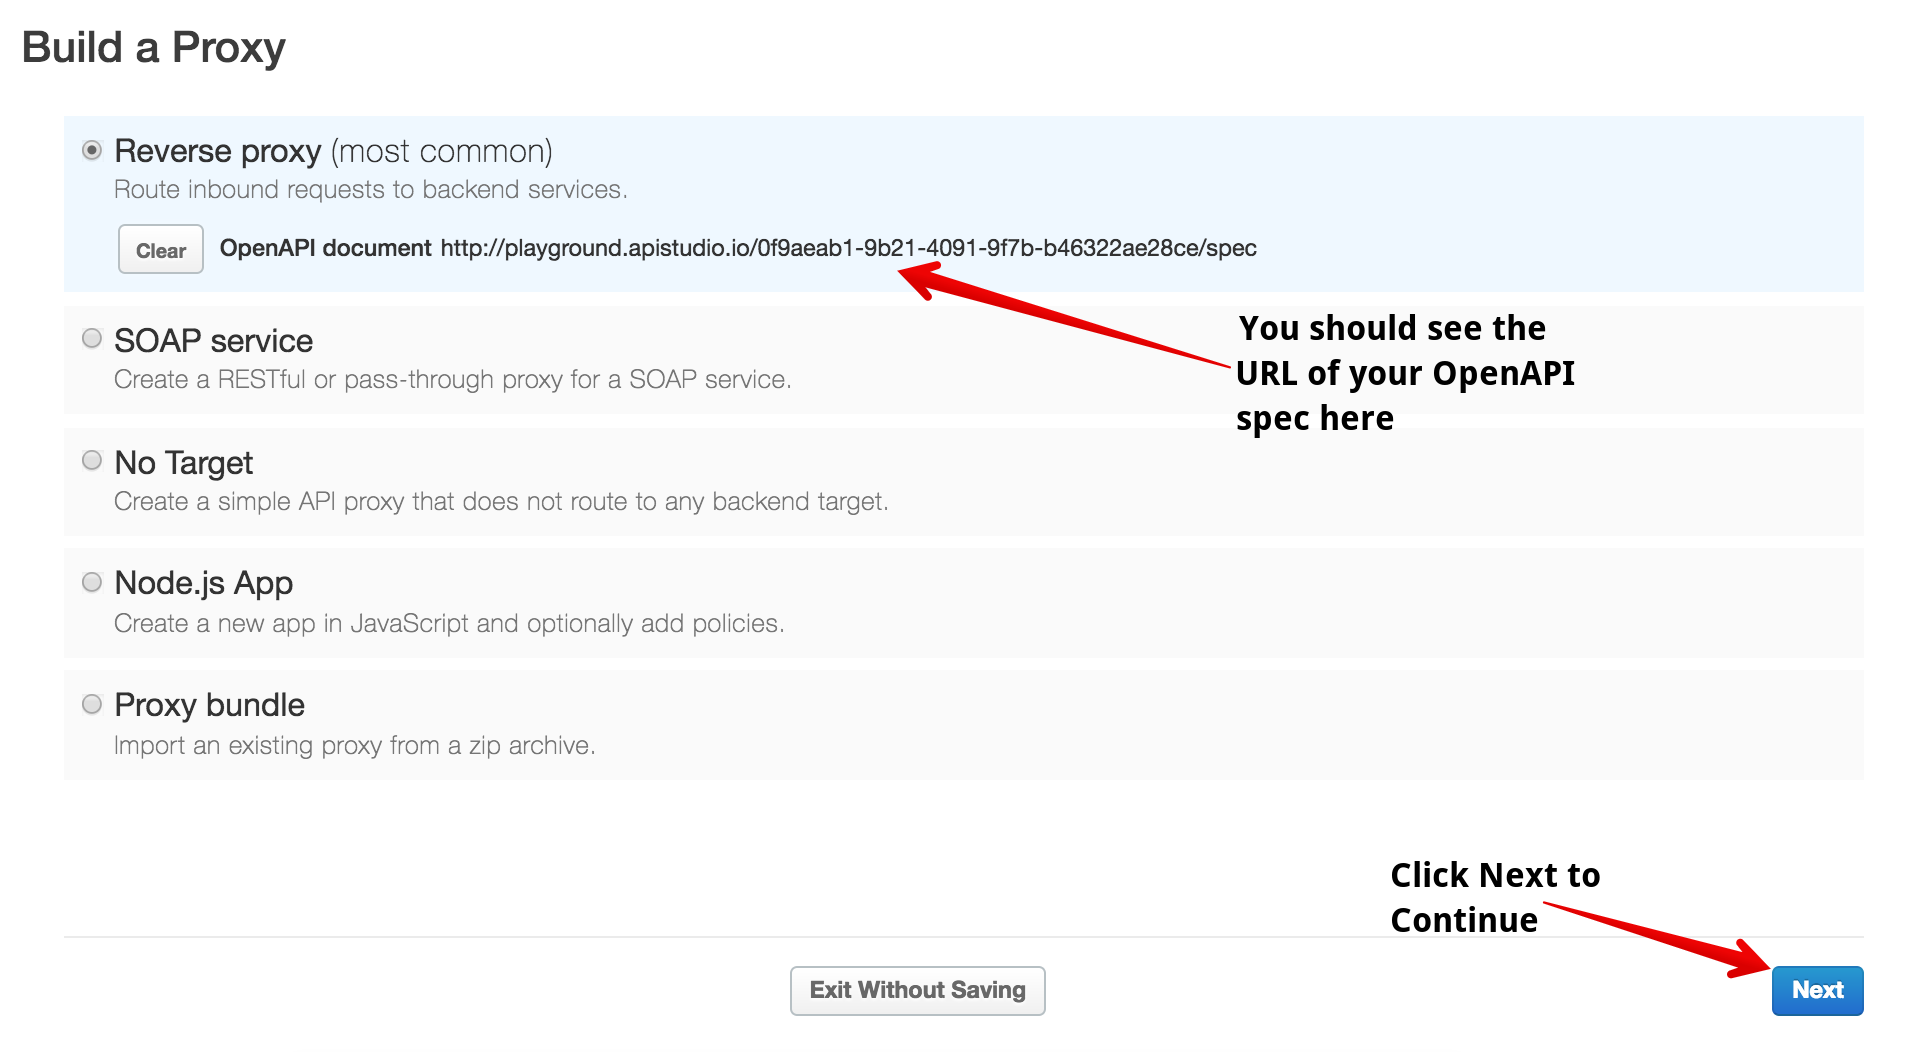 Build a Proxy
Reverse proxy (most common)
Route inbound requests to backend services.
Clear OpenAPI document http://playground.apistudio.io/0f9aeab1-9b21-4091-9f7b-b46322ae28ce/spec
You should see the
URL of your OpenAPI
spec here
SOAP service
Create a RESTful or pass-through proxy for a SOAP service.
No Target
Create a simple API proxy that does not route to any backend target.
Node.js App
Create a new app in JavaScript and optionally add policies.
Proxy bundle
Import an existing proxy from a zip archive.
Click Next to
Continue
Exit Without Saving
Next